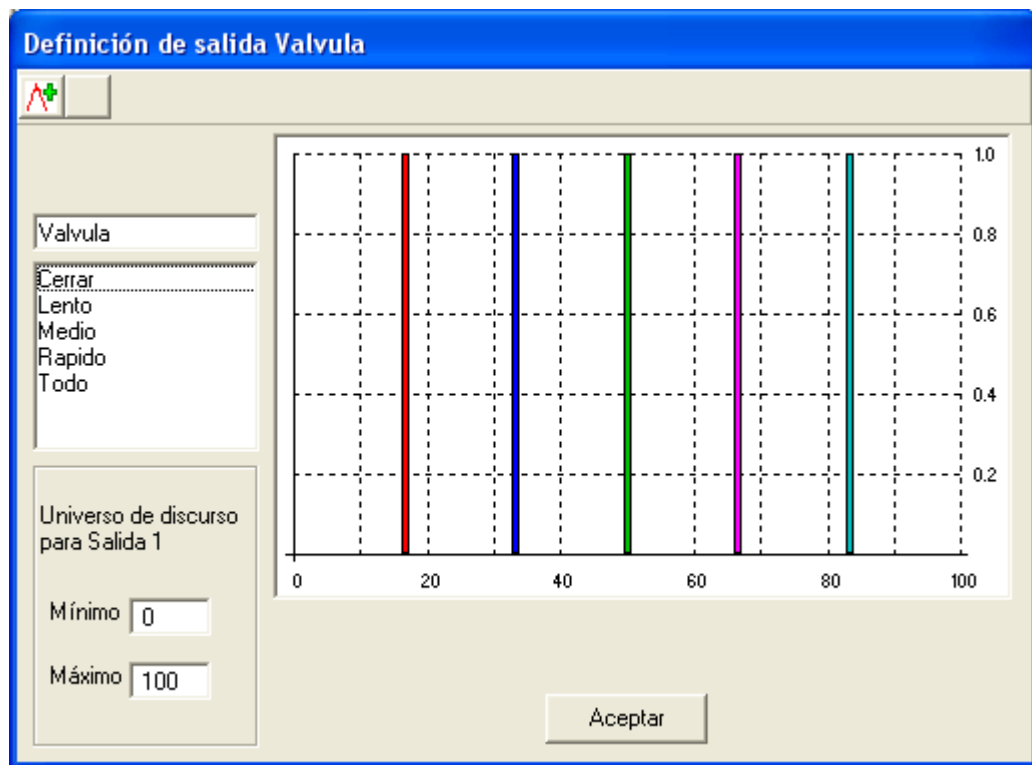 Definición de salida Valvula
Valvula
Cerrar
Lento
Medio
Rapido
Todo
Universo de discurso
para Salida 1
Mínimo 0
Máximo 100
1.0
0.8
0.6
0.4
0.2
0 20 40 60 80 100
Aceptar